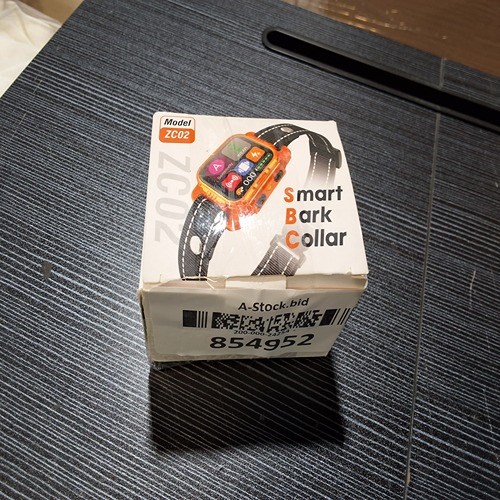 Model
ZC02
ZC02
Smart
Bark
Collar
A-Stock.bid
854952